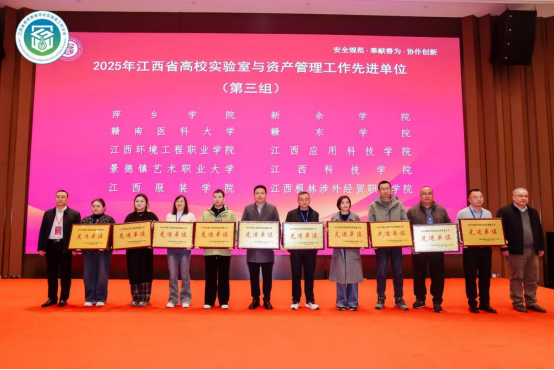 安全规范·奉献善为·协作创新
2025年江西省高校实验室与资产管理工作先进单位
（第三组）
萍乡学院 新余学院
赣南医科大学 赣东学院
江西环境工程职业学院 江西应用科技学院
景德镇艺术职业大学 江西科技学院
江西服装学院 江西枫林涉外经贸职业学院
先进单位
先进单位
先进单位
先进单位
先进单位
先进单位
先进单位
先进单位
先进单位
先进单位